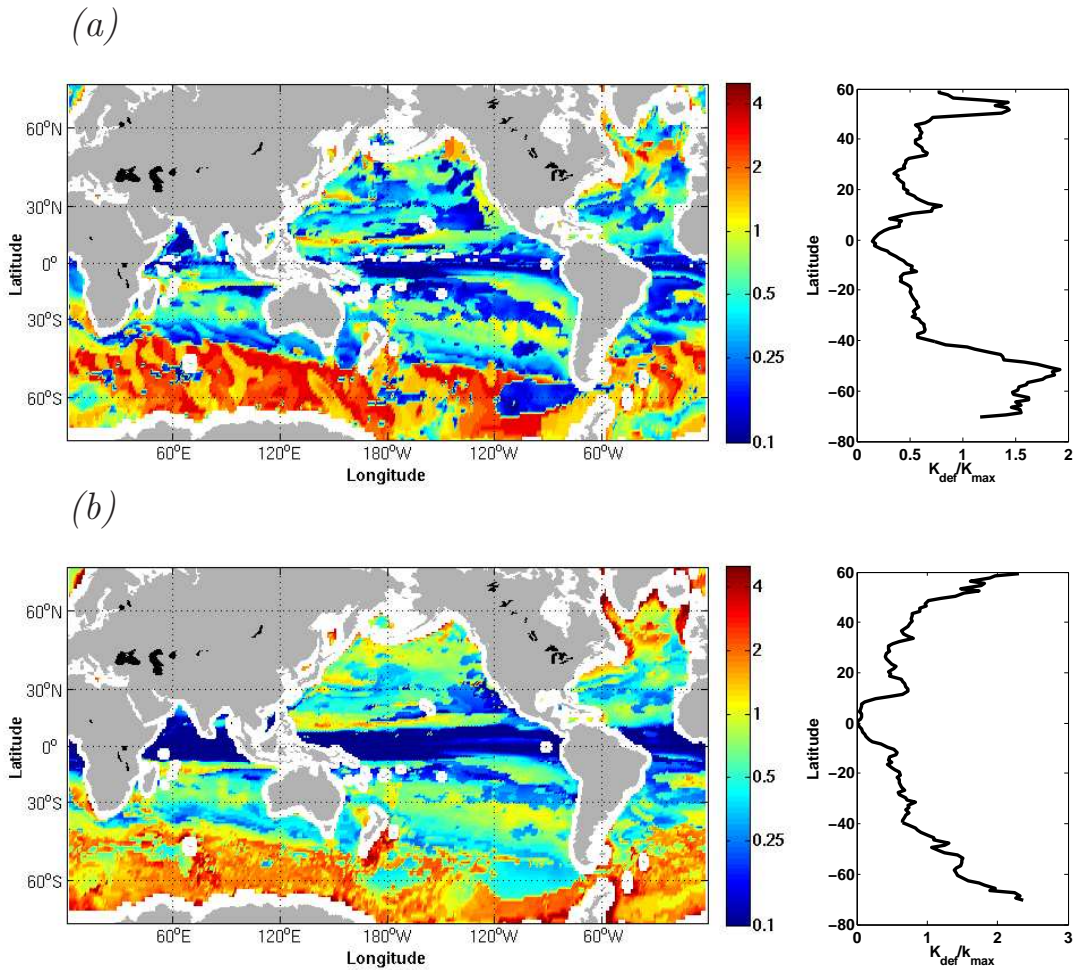 (a)
Latitude
60°N
30°N
0°
30°S
60°S
60°E 120°E 180°W 120°W 60°W
Longitude
4
2
1
0.5
0.25
0.1
Latitude
60
40
20
0
−20
−40
−60
−80
0 0.5 1 1.5 2
K_def/K_max
(b)
Latitude
60°N
30°N
0°
30°S
60°S
60°E 120°E 180°W 120°W 60°W
Longitude
4
2
1
0.5
0.25
0.1
Latitude
60
40
20
0
−20
−40
−60
−80
0 1 2 3
K_def/k_max